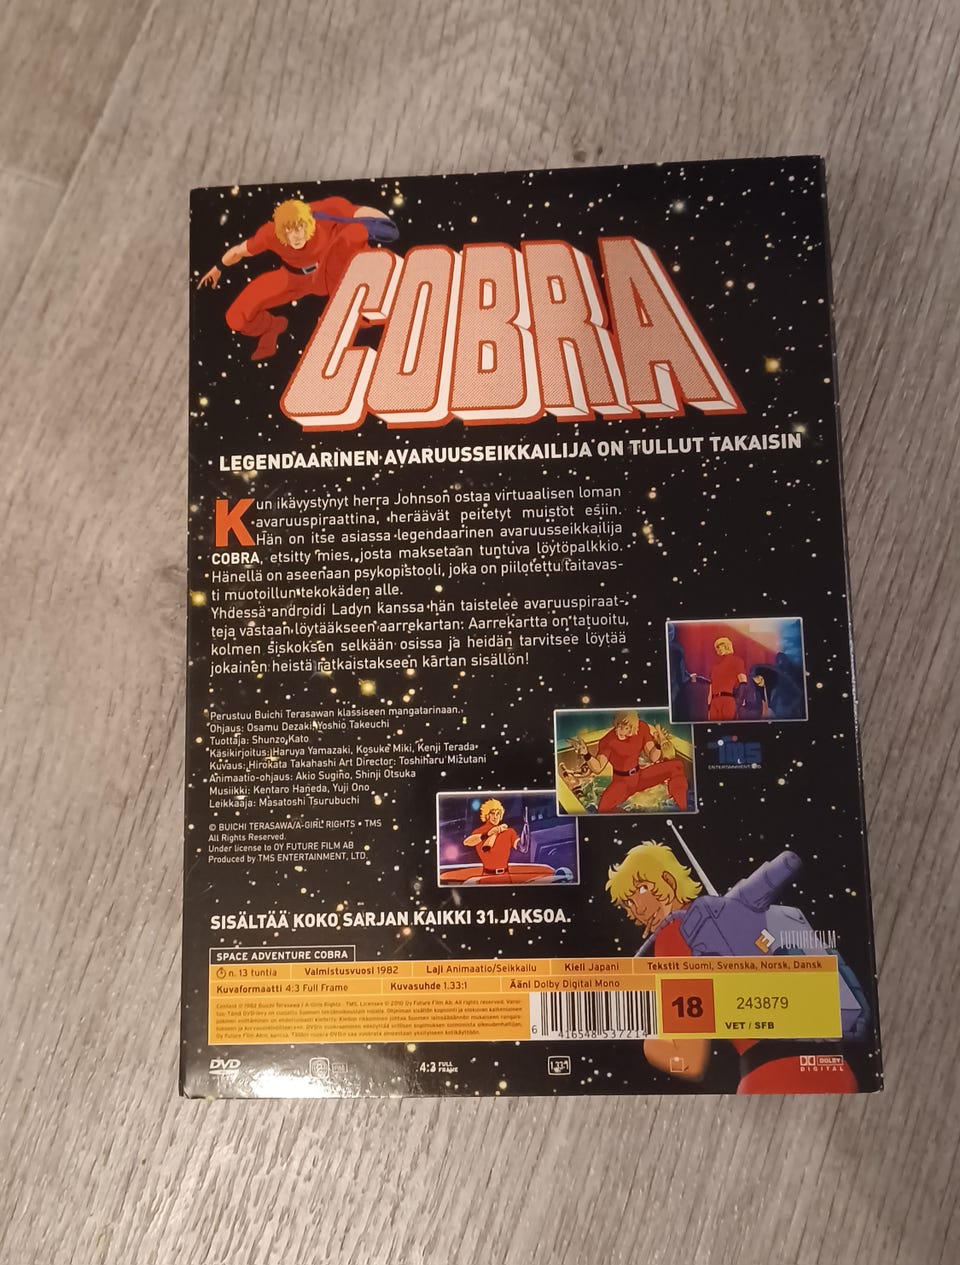 COBRA
LEGENDAARINEN AVARUUSSEIKKAILIJA ON TULLUT TAKAISIN
Kun ikävystynyt herra Johnson ostaa virtuaalisen loman
avaruuspiraattina, heräävät peitetyt muistot esiin.
Hän on itse asiassa legendaarinen avaruusseikkailija
COBRA, etsitty mies, josta maksetaan tuntuva löytöpalkkio.
Hänellä on aseenaan psykopistooli, joka on piilotettu taitavas-
ti muotoillun tekokäden alle.
Yhdessä androidi Ladyn kanssa hän taistelee avaruuspiraat-
teja vastaan löytääkseen aarrekartan: Aarrekartta on tatuoitu,
kolmen siskoksen selkään osissa ja heidän tarvitsee löytää
jokainen heistä ratkaistakseen kartan sisällön!
Perustuu Buichi Terasawan klassiseen mangatarinaan.
Ohjaus: Osamu Dezaki, Yoshio Takeuchi
Tuottaja: Shunzo Kato
Käsikirjoitus: Haruya Yamazaki, Kosuke Miki, Kenji Terada
Kuvaus: Hirokata Takahashi Art Director: Toshiharu Mizutani
Animaatio-ohjaus: Akio Sugino, Shinji Otsuka
Musiikki: Kentaro Haneda, Yuji Ono
Leikkaaja: Masatoshi Tsurubuchi
© BUICHI TERASAWA/A-GIRL RIGHTS • TMS
All Rights Reserved.
Under license to OY FUTURE FILM AB
Produced by TMS ENTERTAINMENT, LTD.
tms
ENTERTAINMENT, LTD.
SISÄLTÄÄ KOKO SARJAN KAIKKI 31 JAKSOA.
FUTUREFILM
SPACE ADVENTURE COBRA
n. 13 tuntia Valmistusvuosi 1982 Laji Animaatio/Seikkailu Kieli Japani Tekstit Suomi, Svenska, Norsk, Dansk
Kuvaformaatti 4:3 Full Frame Kuvasuhde 1.33:1 Ääni Dolby Digital Mono
6 416548 537214
18
243879
VET / SFB
DVD
4:3 FULL FRAME
1.33:1
DOLBY
DIGITAL